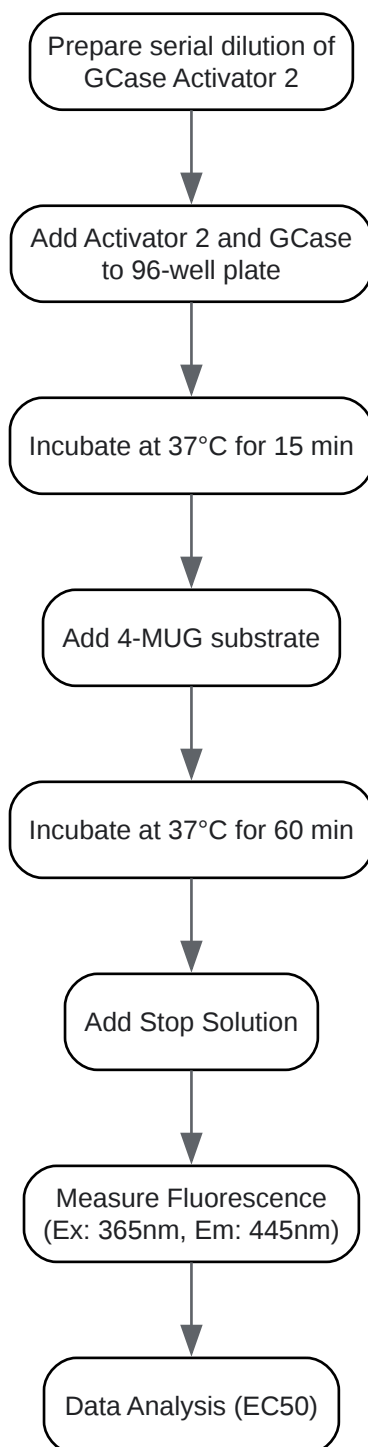 Prepare serial dilution of
GCase Activator 2
Add Activator 2 and GCase
to 96-well plate
Incubate at 37°C for 15 min
Add 4-MUG substrate
Incubate at 37°C for 60 min
Add Stop Solution
Measure Fluorescence
(Ex: 365nm, Em: 445nm)
Data Analysis (EC50)